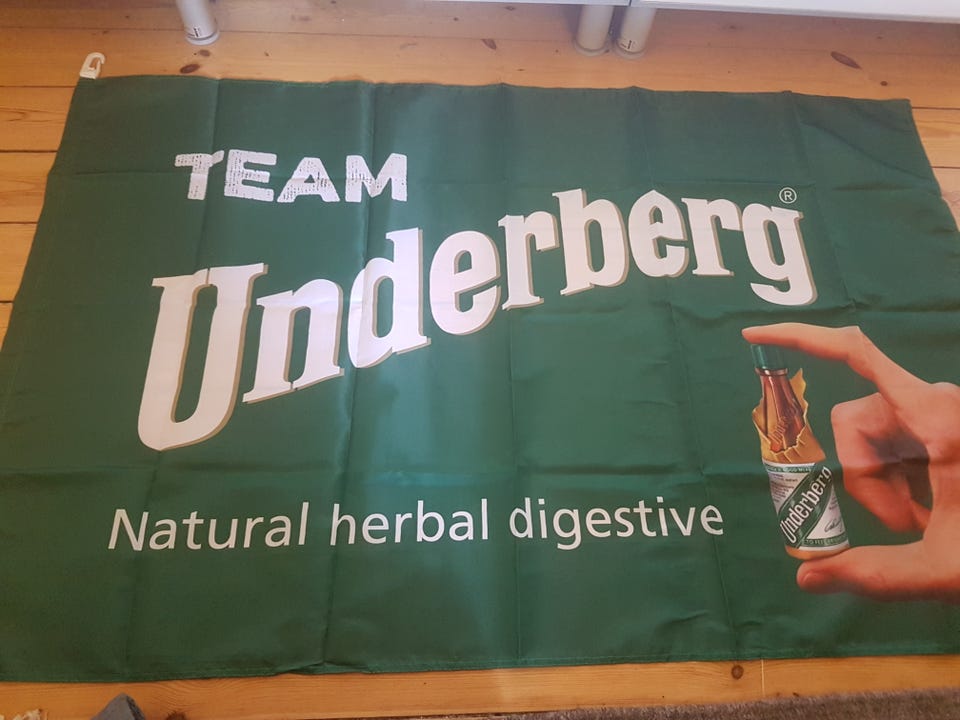 TEAM
Underberg®
Natural herbal digestive
Underberg